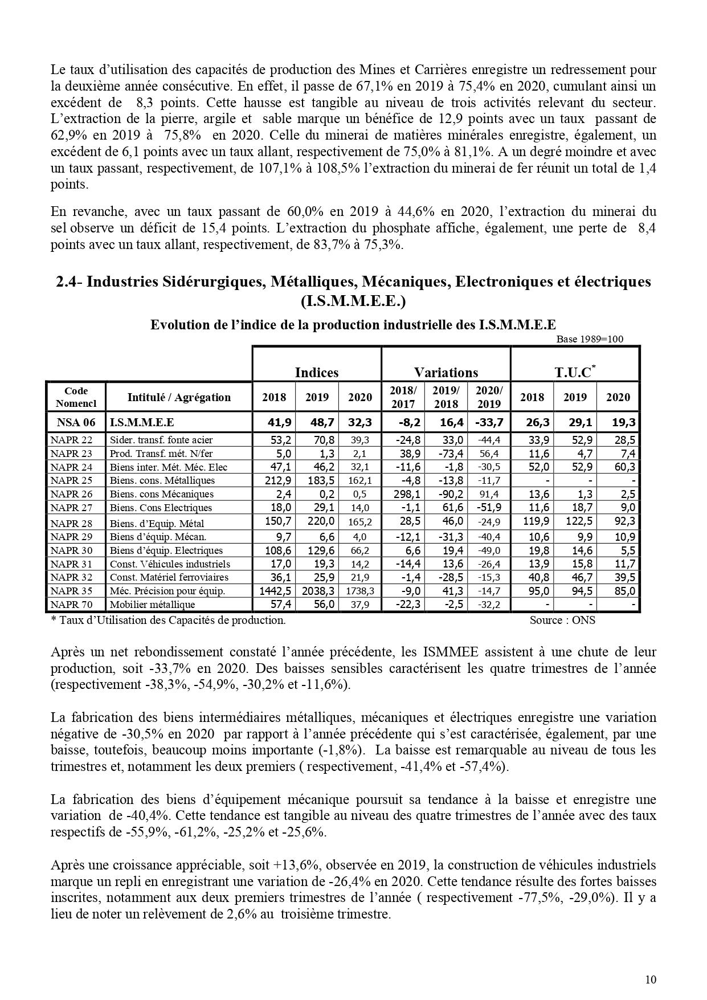 Le taux d’utilisation des capacités de production des Mines et Carrières enregistre un redressement pour
la deuxième année consécutive. En effet, il passe de 67,1% en 2019 à 75,4% en 2020, cumulant ainsi un
excédent de 8,3 points. Cette hausse est tangible au niveau de trois activités relevant du secteur.
L’extraction de la pierre, argile et sable marque un bénéfice de 12,9 points avec un taux passant de
62,9% en 2019 à 75,8% en 2020. Celle du minerai de matières minérales enregistre, également, un
excédent de 6,1 points avec un taux allant, respectivement de 75,0% à 81,1%. A un degré moindre et avec
un taux passant, respectivement, de 107,1% à 108,5% l’extraction du minerai de fer réunit un total de 1,4
points.
En revanche, avec un taux passant de 60,0% en 2019 à 44,6% en 2020, l’extraction du minerai du
sel observe un déficit de 15,4 points. L’extraction du phosphate affiche, également, une perte de 8,4
points avec un taux allant, respectivement, de 83,7% à 75,3%.
2.4- Industries Sidérurgiques, Métalliques, Mécaniques, Electroniques et électriques
(I.S.M.M.E.E.)
Evolution de l’indice de la production industrielle des I.S.M.M.E.E
Base 1989=100
Indices Variations T.U.C*
Code Nomencl Intitulé / Agrégation 2018 2019 2020 2018/2017 2019/2018 2020/2019 2018 2019 2020
NSA 06 I.S.M.M.E.E 41,9 48,7 32,3 -8,2 16,4 -33,7 26,3 29,1 19,3
NAPR 22 Sider. transf. fonte acier 53,2 70,8 39,3 -24,8 33,0 -44,4 33,9 52,9 28,5
NAPR 23 Prod. Transf. mét. N/fer 5,0 1,3 2,1 38,9 -73,4 56,4 11,6 4,7 7,4
NAPR 24 Biens inter. Mét. Méc. Elec 47,1 46,2 32,1 -11,6 -1,8 -30,5 52,0 52,9 60,3
NAPR 25 Biens. cons. Métalliques 212,9 183,5 162,1 -4,8 -13,8 -11,7 - - -
NAPR 26 Biens. cons Mécaniques 2,4 0,2 0,5 298,1 -90,2 91,4 13,6 1,3 2,5
NAPR 27 Biens. Cons Electriques 18,0 29,1 14,0 -1,1 61,6 -51,9 11,6 18,7 9,0
NAPR 28 Biens. d’Equip. Métal 150,7 220,0 165,2 28,5 46,0 -24,9 119,9 122,5 92,3
NAPR 29 Biens d’équip. Mécan. 9,7 6,6 4,0 -12,1 -31,3 -40,4 10,6 9,9 10,9
NAPR 30 Biens d’équip. Electriques 108,6 129,6 66,2 6,6 19,4 -49,0 19,8 14,6 5,5
NAPR 31 Const. Véhicules industriels 17,0 19,3 14,2 -14,4 13,6 -26,4 13,9 15,8 11,7
NAPR 32 Const. Matériel ferroviaires 36,1 25,9 21,9 -1,4 -28,5 -15,3 40,8 46,7 39,5
NAPR 35 Méc. Précision pour équip. 1442,5 2038,3 1738,3 -9,0 41,3 -14,7 95,0 94,5 85,0
NAPR 70 Mobilier métallique 57,4 56,0 37,9 -22,3 -2,5 -32,2 - - -
* Taux d’Utilisation des Capacités de production. Source : ONS
Après un net rebondissement constaté l’année précédente, les ISMMEE assistent à une chute de leur
production, soit -33,7% en 2020. Des baisses sensibles caractérisent les quatre trimestres de l’année
(respectivement -38,3%, -54,9%, -30,2% et -11,6%).
La fabrication des biens intermédiaires métalliques, mécaniques et électriques enregistre une variation
négative de -30,5% en 2020 par rapport à l’année précédente qui s’est caractérisée, également, par une
baisse, toutefois, beaucoup moins importante (-1,8%). La baisse est remarquable au niveau de tous les
trimestres et, notamment les deux premiers ( respectivement, -41,4% et -57,4%).
La fabrication des biens d’équipement mécanique poursuit sa tendance à la baisse et enregistre une
variation de -40,4%. Cette tendance est tangible au niveau des quatre trimestres de l’année avec des taux
respectifs de -55,9%, -61,2%, -25,2% et -25,6%.
Après une croissance appréciable, soit +13,6%, observée en 2019, la construction de véhicules industriels
marque un repli en enregistrant une variation de -26,4% en 2020. Cette tendance résulte des fortes baisses
inscrites, notamment aux deux premiers trimestres de l’année ( respectivement -77,5%, -29,0%). Il y a
lieu de noter un relèvement de 2,6% au troisième trimestre.
10